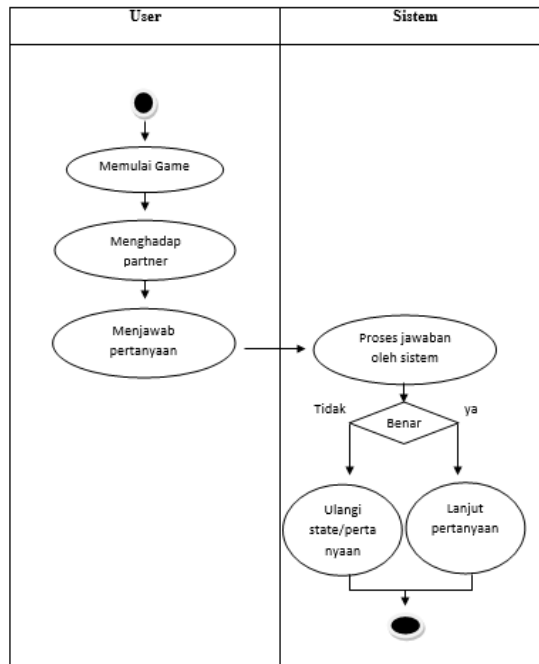 User
Sistem
Memulai Game
Menghadap
partner
Menjawab
pertanyaan
Proses jawaban
oleh sistem
Tidak
Benar
ya
Ulangi
state/perta
nyaan
Lanjut
pertanyaan